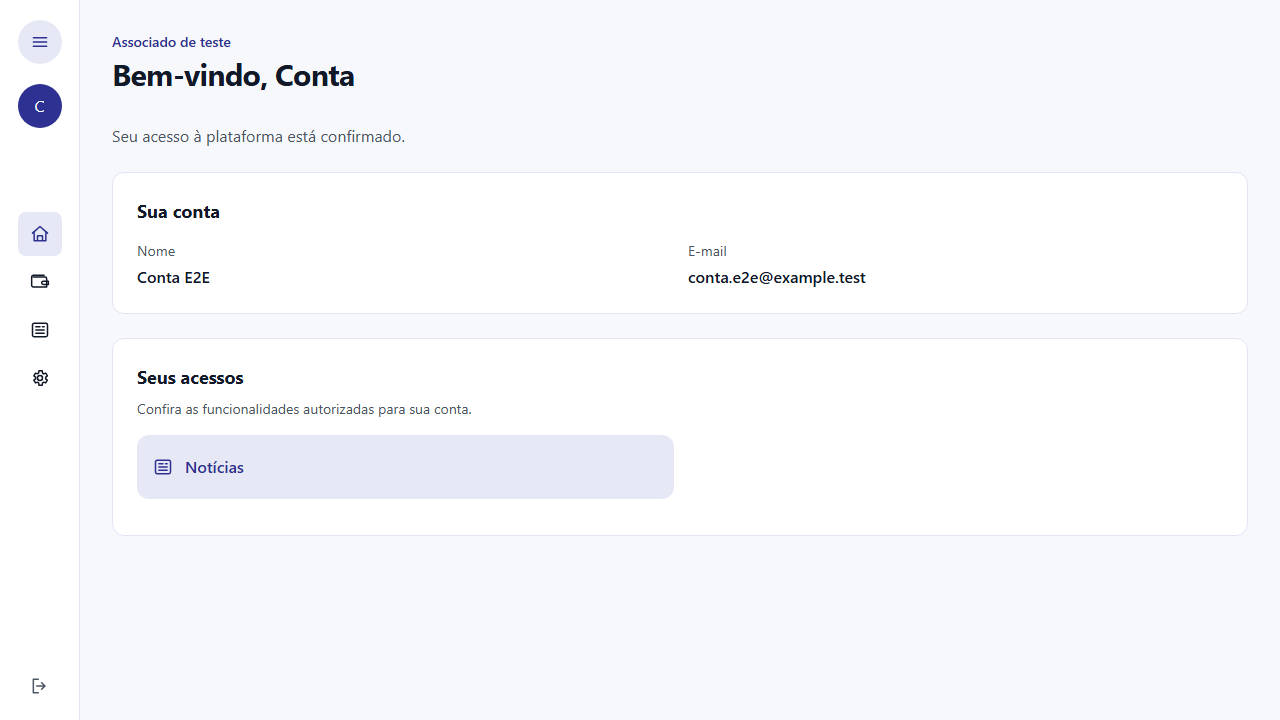 Associado de teste
Bem-vindo, Conta
C
Seu acesso à plataforma está confirmado.
Sua conta
Nome
E-mail
Conta E2E
conta.e2e@example.test
Seus acessos
Confira as funcionalidades autorizadas para sua conta.
Notícias